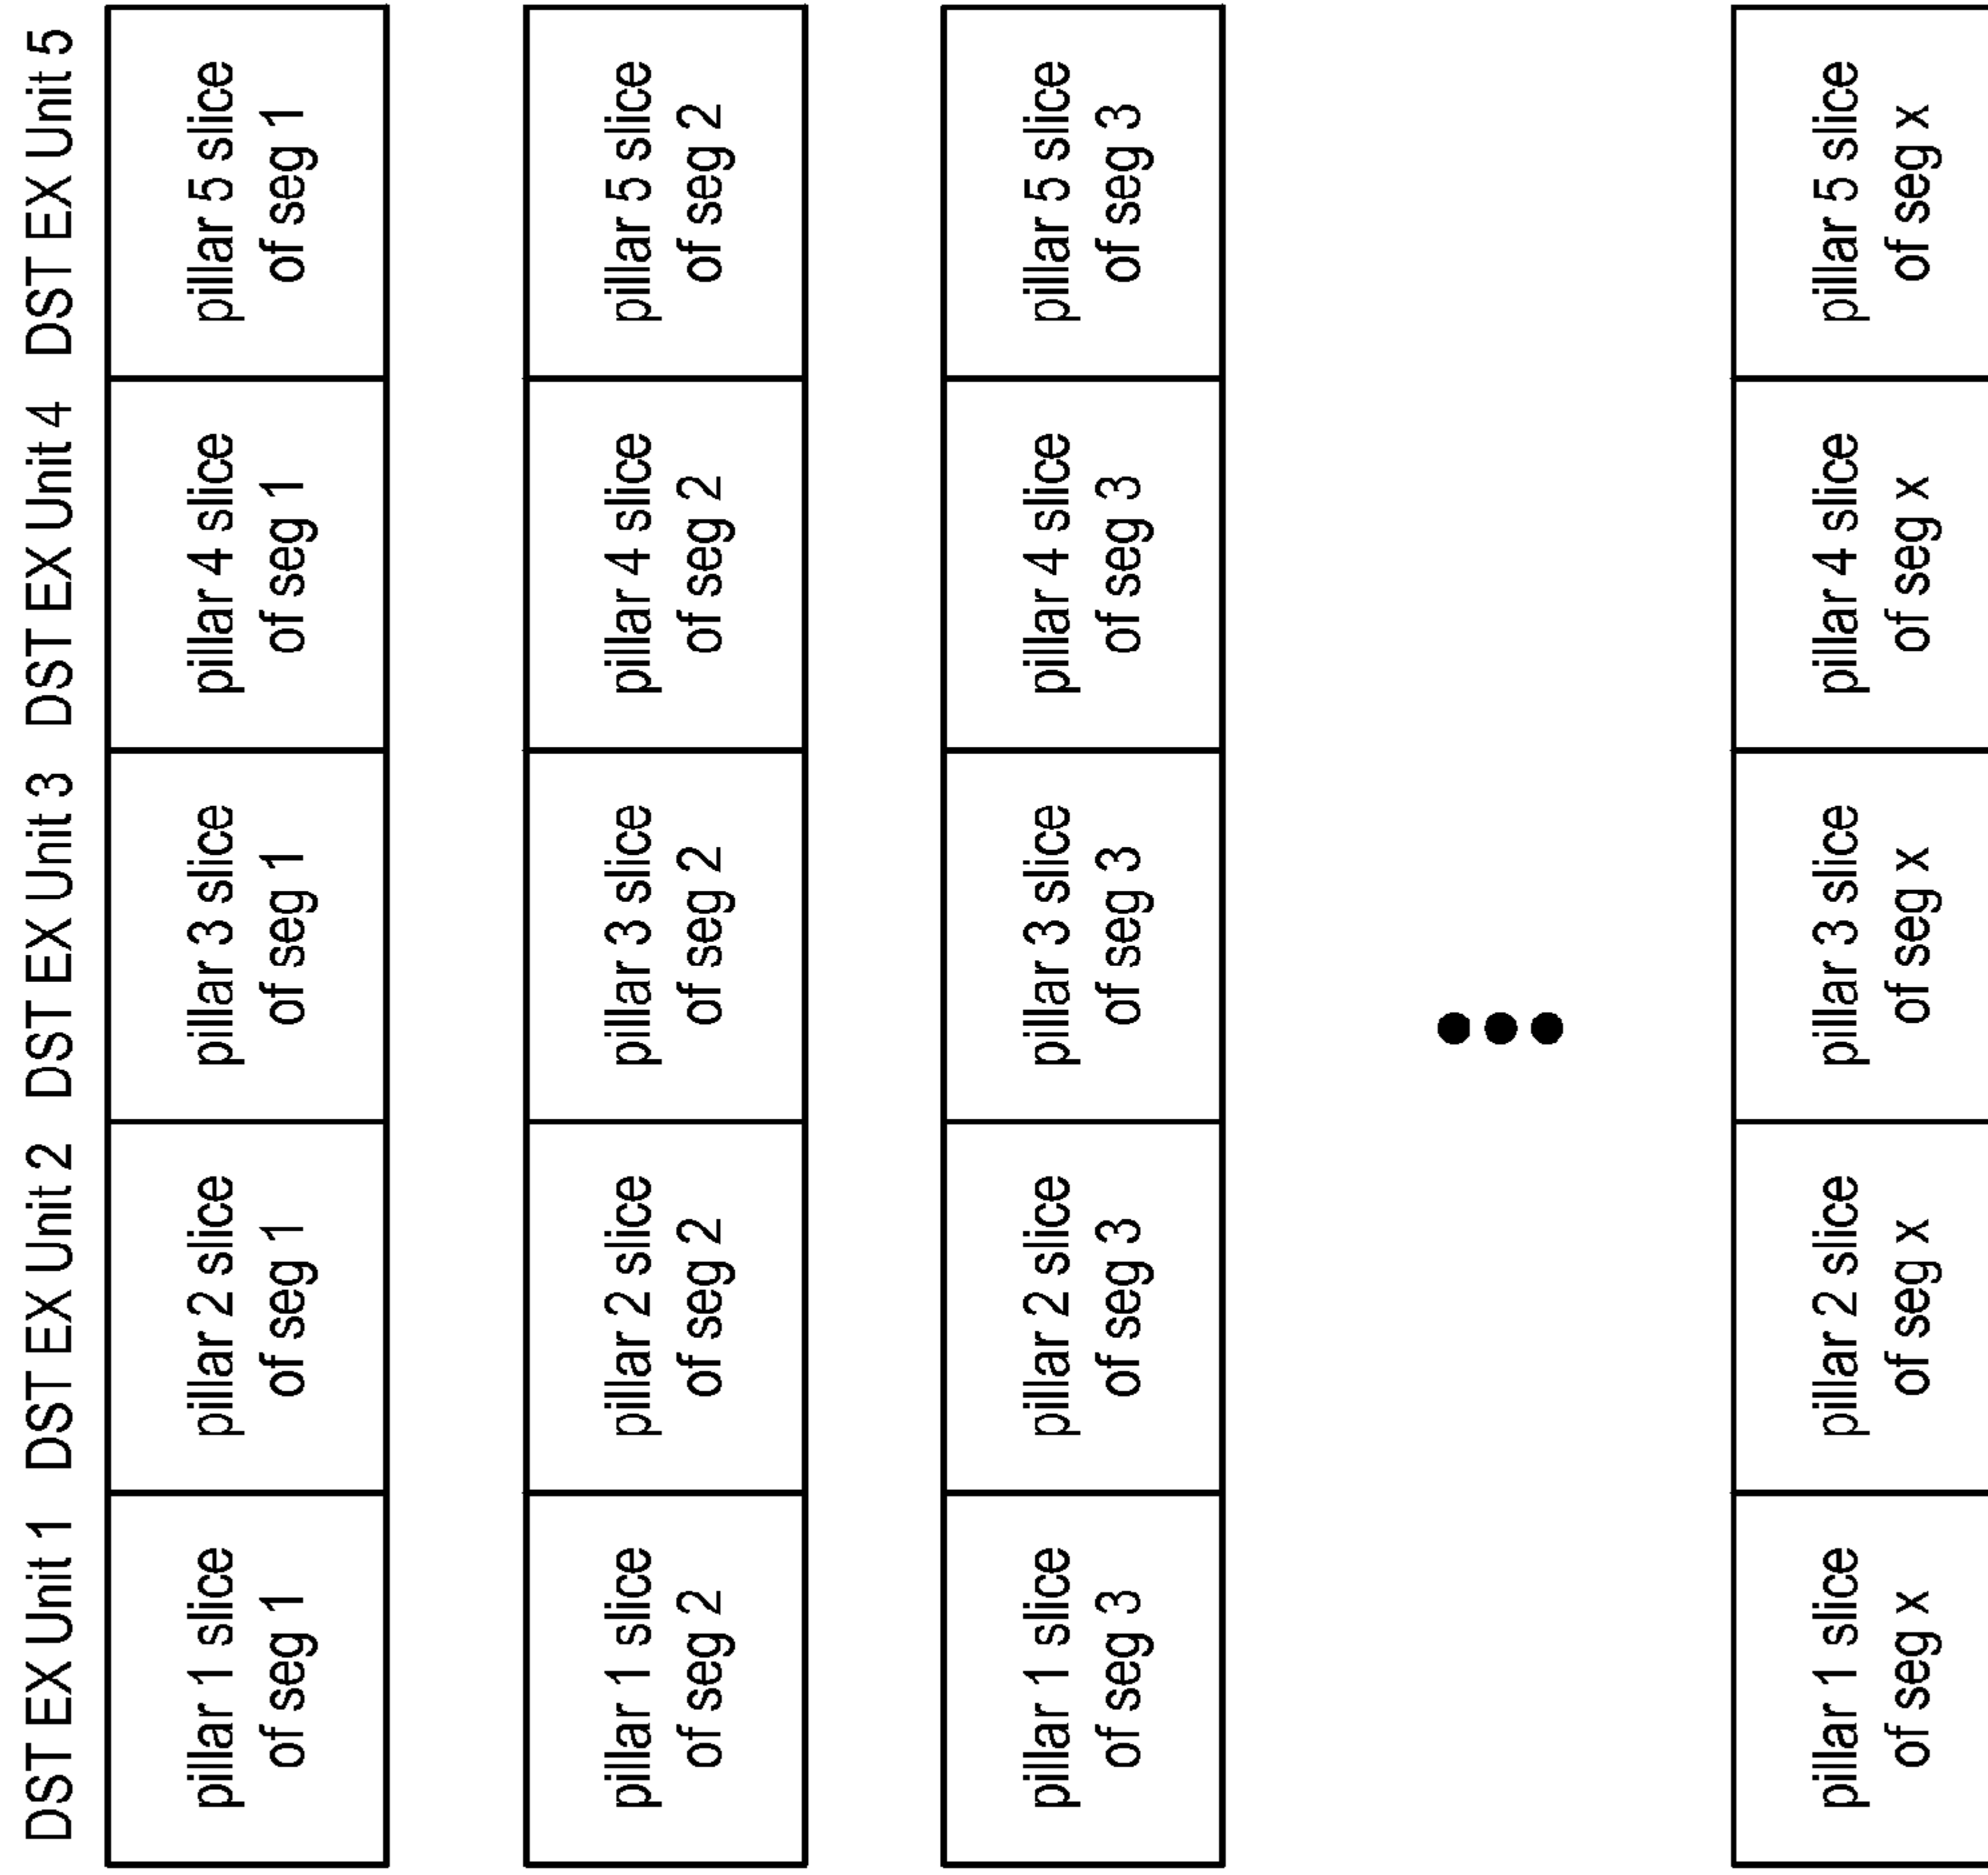 DST EX Unit 1
DST EX Unit 2
DST EX Unit 3
DST EX Unit 4
DST EX Unit 5
pillar 1 slice
of seg 1
pillar 2 slice
of seg 1
pillar 3 slice
of seg 1
pillar 4 slice
of seg 1
pillar 5 slice
of seg 1
pillar 1 slice
of seg 2
pillar 2 slice
of seg 2
pillar 3 slice
of seg 2
pillar 4 slice
of seg 2
pillar 5 slice
of seg 2
pillar 1 slice
of seg 3
pillar 2 slice
of seg 3
pillar 3 slice
of seg 3
pillar 4 slice
of seg 3
pillar 5 slice
of seg 3
pillar 1 slice
of seg x
pillar 2 slice
of seg x
pillar 3 slice
of seg x
pillar 4 slice
of seg x
pillar 5 slice
of seg x